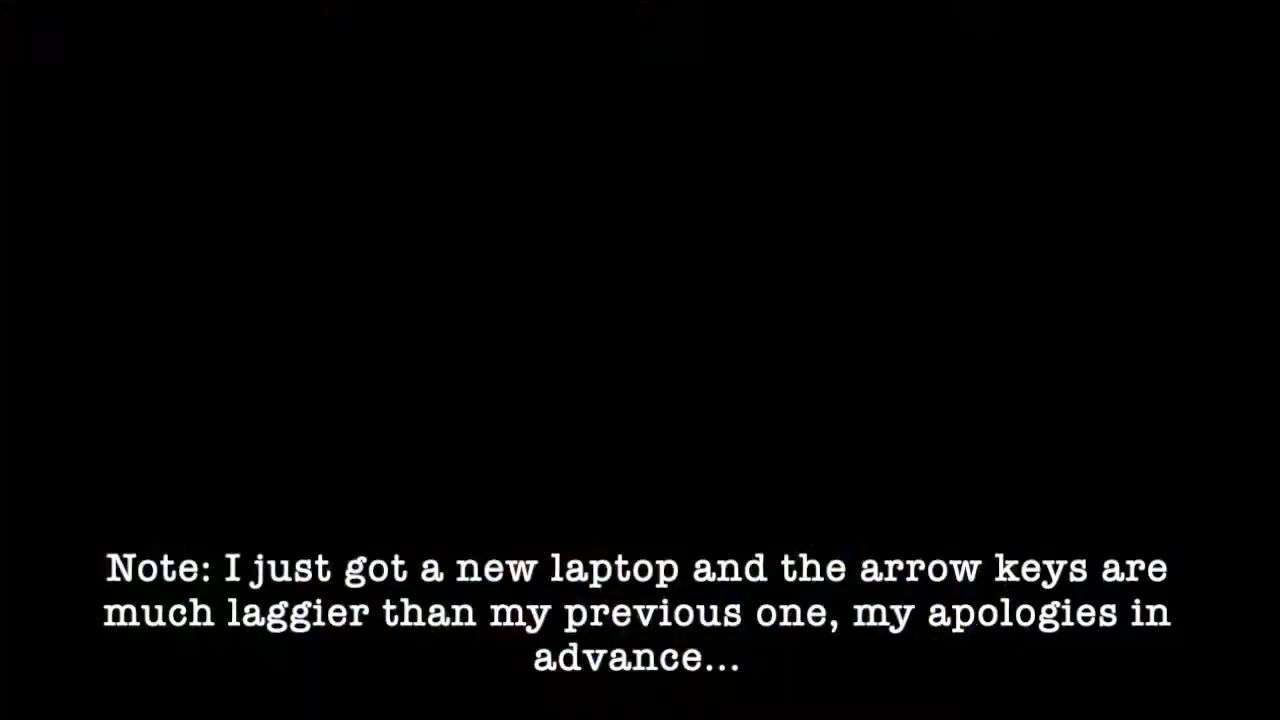 Note: I just got a new laptop and the arrow keys are
much laggier than my previous one, my apologies in
advance...